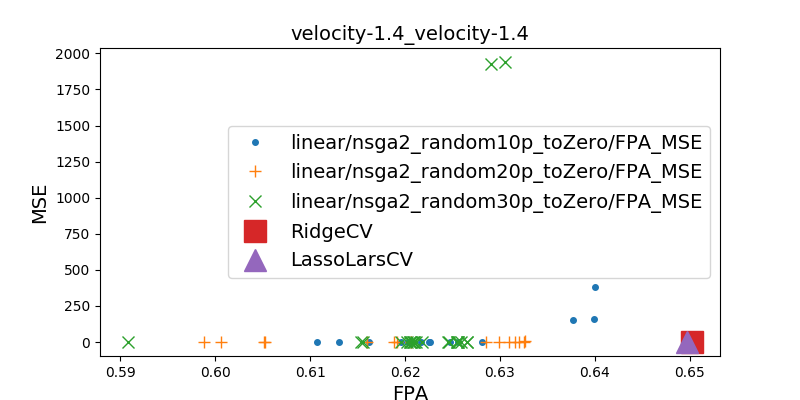 velocity-1.4_velocity-1.4
2000
1750
1500
1250
1000
750
500
250
0
MSE
linear/nsga2_random10p_toZero/FPA_MSE
linear/nsga2_random20p_toZero/FPA_MSE
linear/nsga2_random30p_toZero/FPA_MSE
RidgeCV
LassoLarsCV
0.59 0.60 0.61 0.62 0.63 0.64 0.65
FPA